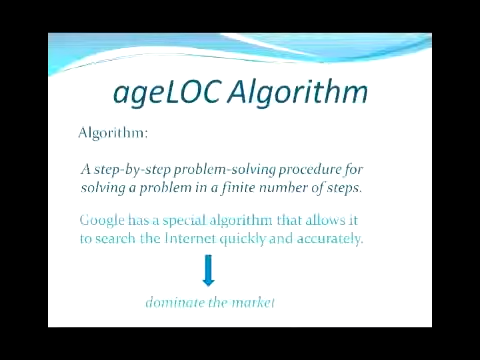 ageLOC Algorithm
Algorithm:
A step-by-step problem-solving procedure for
solving a problem in a finite number of steps.
Google has a special algorithm that allows it
to search the Internet quickly and accurately.
dominate the market